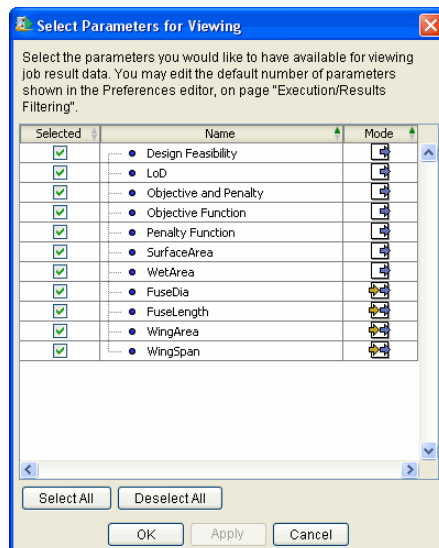 Select Parameters for Viewing
Select the parameters you would like to have available for viewing
job result data. You may edit the default number of parameters
shown in the Preferences editor, on page "Execution/Results
Filtering".
Selected Name Mode
Design Feasibility
LoD
Objective and Penalty
Objective Function
Penalty Function
SurfaceArea
WetArea
FuseDia
FuseLength
WingArea
WingSpan
Select All Deselect All
OK Apply Cancel